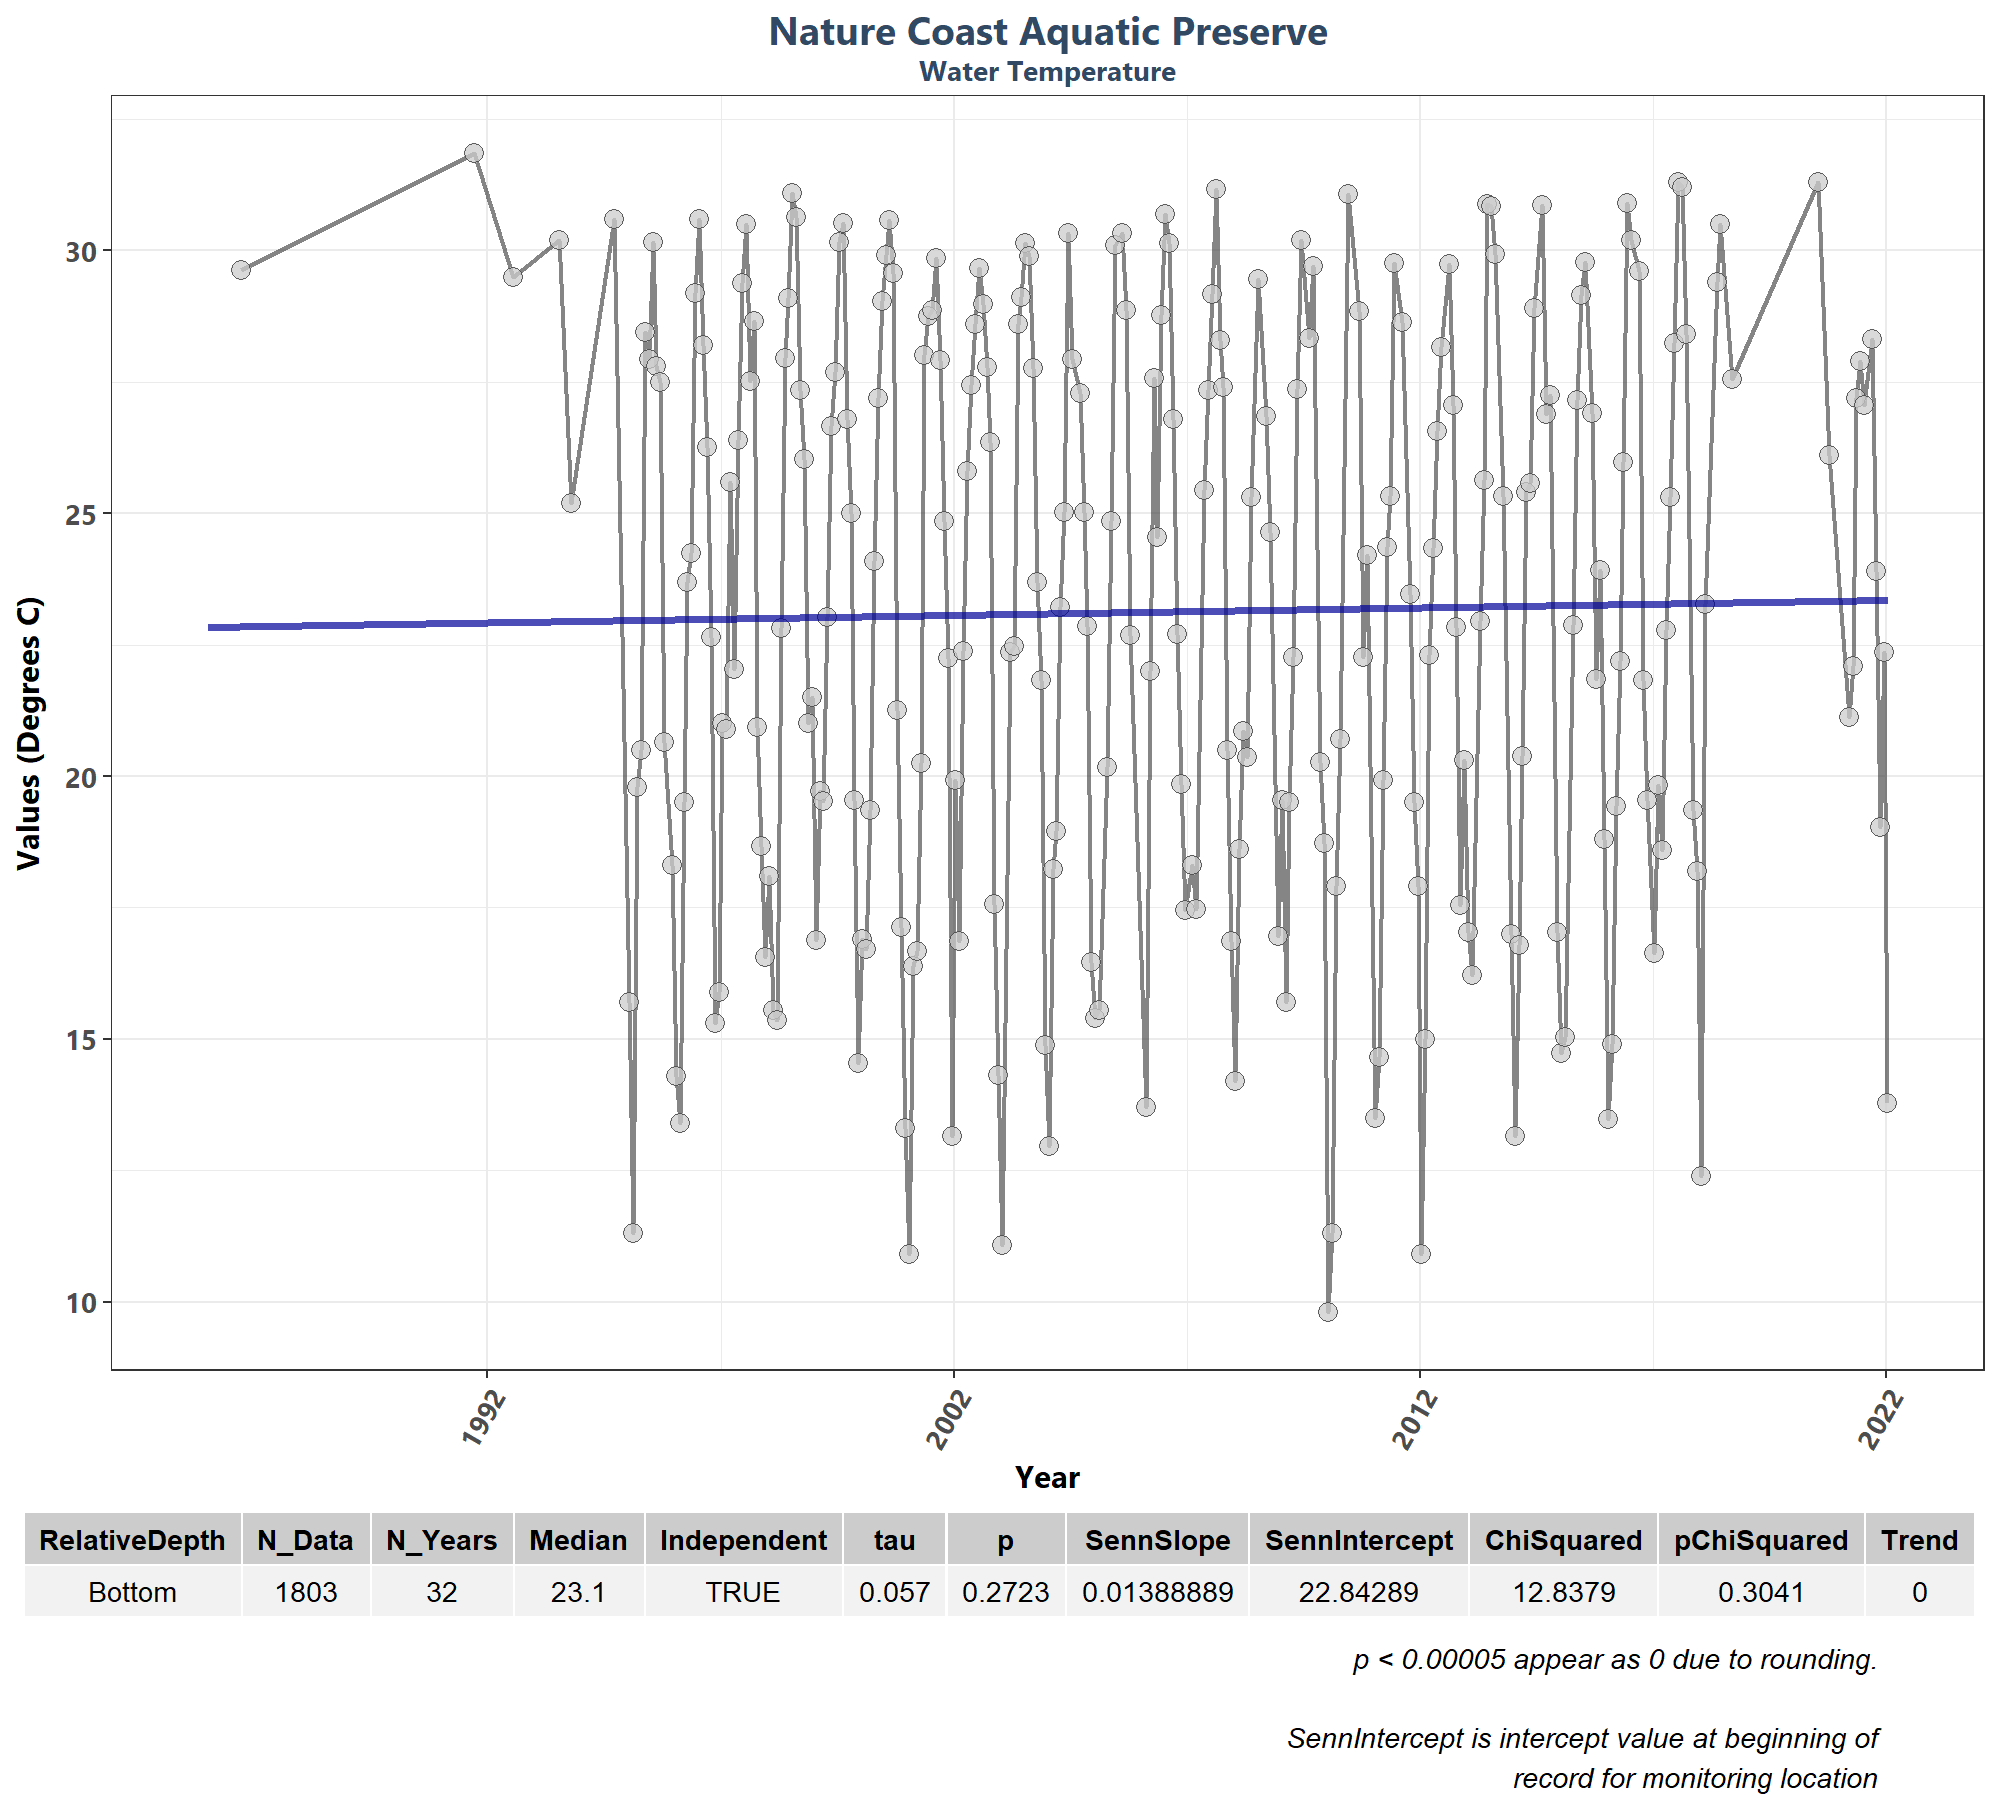 Nature Coast Aquatic Preserve
Water Temperature
Values (Degrees C)
30
25
20
15
10
1992
2002
2012
2022
Year
RelativeDepth N_Data N_Years Median Independent tau p SennSlope SennIntercept ChiSquared pChiSquared Trend
Bottom 1803 32 23.1 TRUE 0.057 0.2723 0.01388889 22.84289 12.8379 0.3041 0
p < 0.00005 appear as 0 due to rounding.
SennIntercept is intercept value at beginning of
record for monitoring location